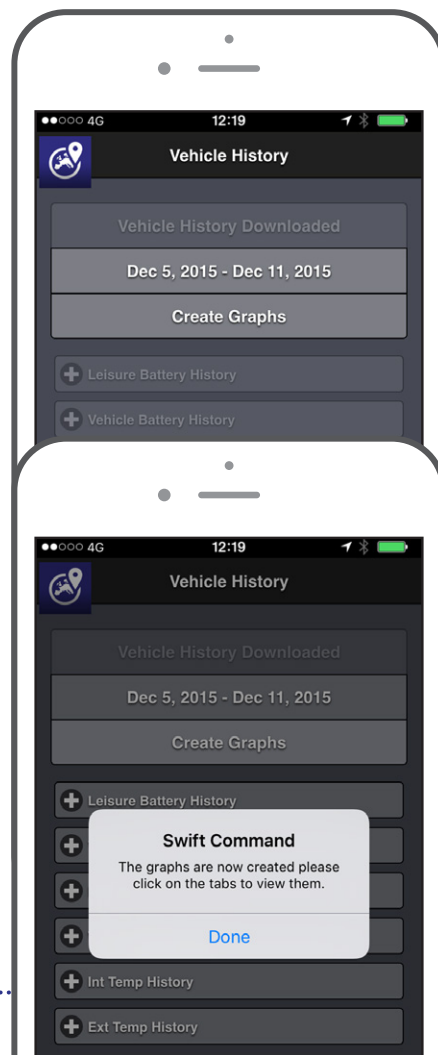 4G 12:19
Vehicle History
Vehicle History Downloaded
Dec 5, 2015 - Dec 11, 2015
Create Graphs
Leisure Battery History
Vehicle Battery History
4G 12:19
Vehicle History
Vehicle History Downloaded
Dec 5, 2015 - Dec 11, 2015
Create Graphs
Leisure Battery History
Swift Command
The graphs are now created please
click on the tabs to view them.
Done
Int Temp History
Ext Temp History